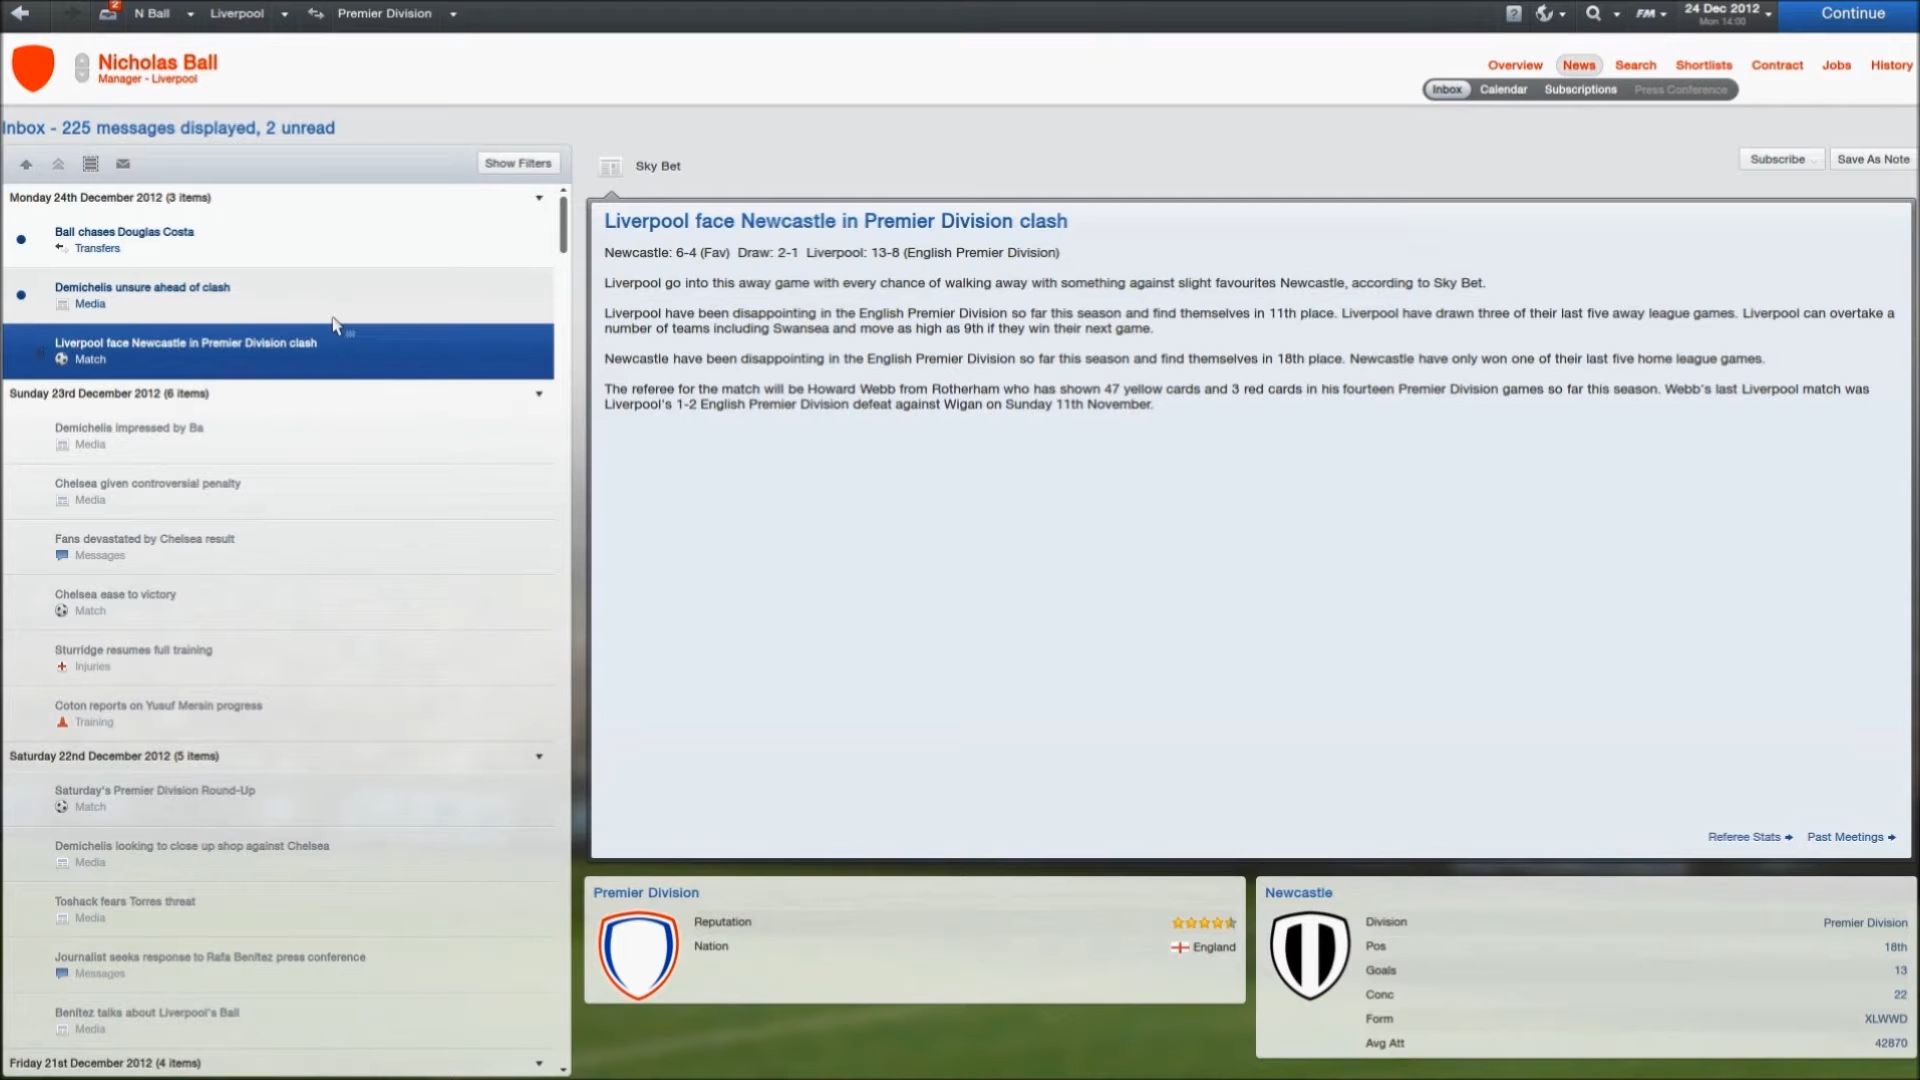 2
N Ball
Liverpool
Premier Division
FM
24 Dec 2012
Mon 14:00
Continue
Nicholas Ball
Manager - Liverpool
Overview
News
Search
Shortlists
Contract
Jobs
History
Inbox
Calendar
Subscriptions
Press Conference
Inbox - 225 messages displayed, 2 unread
Show Filters
Sky Bet
Subscribe
Save As Note
Monday 24th December 2012 (3 items)
Ball chases Douglas Costa
Transfers
Demichelis unsure ahead of clash
Media
Liverpool face Newcastle in Premier Division clash
Match
Sunday 23rd December 2012 (6 items)
Demichelis impressed by Ba
Media
Chelsea given controversial penalty
Media
Fans devastated by Chelsea result
Messages
Chelsea ease to victory
Match
Sturridge resumes full training
Injuries
Coton reports on Yusuf Mersin progress
Training
Saturday 22nd December 2012 (5 items)
Saturday's Premier Division Round-Up
Match
Demichelis looking to close up shop against Chelsea
Media
Toshack fears Torres threat
Media
Journalist seeks response to Rafa Benítez press conference
Messages
Benítez talks about Liverpool's Ball
Media
Friday 21st December 2012 (4 items)
Liverpool face Newcastle in Premier Division clash
Newcastle: 6-4 (Fav) Draw: 2-1 Liverpool: 13-8 (English Premier Division)
Liverpool go into this away game with every chance of walking away with something against slight favourites Newcastle, according to Sky Bet.
Liverpool have been disappointing in the English Premier Division so far this season and find themselves in 11th place. Liverpool have drawn three of their last five away league games. Liverpool can overtake a
number of teams including Swansea and move as high as 9th if they win their next game.
Newcastle have been disappointing in the English Premier Division so far this season and find themselves in 18th place. Newcastle have only won one of their last five home league games.
The referee for the match will be Howard Webb from Rotherham who has shown 47 yellow cards and 3 red cards in his fourteen Premier Division games so far this season. Webb's last Liverpool match was
Liverpool's 1-2 English Premier Division defeat against Wigan on Sunday 11th November.
Referee Stats
Past Meetings
Premier Division
Reputation
Nation
England
Newcastle
Division
Premier Division
Pos
18th
Goals
13
Conc
22
Form
XLWWD
Avg Att
42870